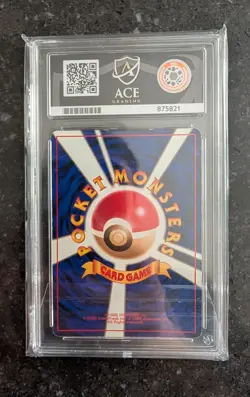 ACE
GRADING
875821
POCKET MONSTERS
CARD GAME